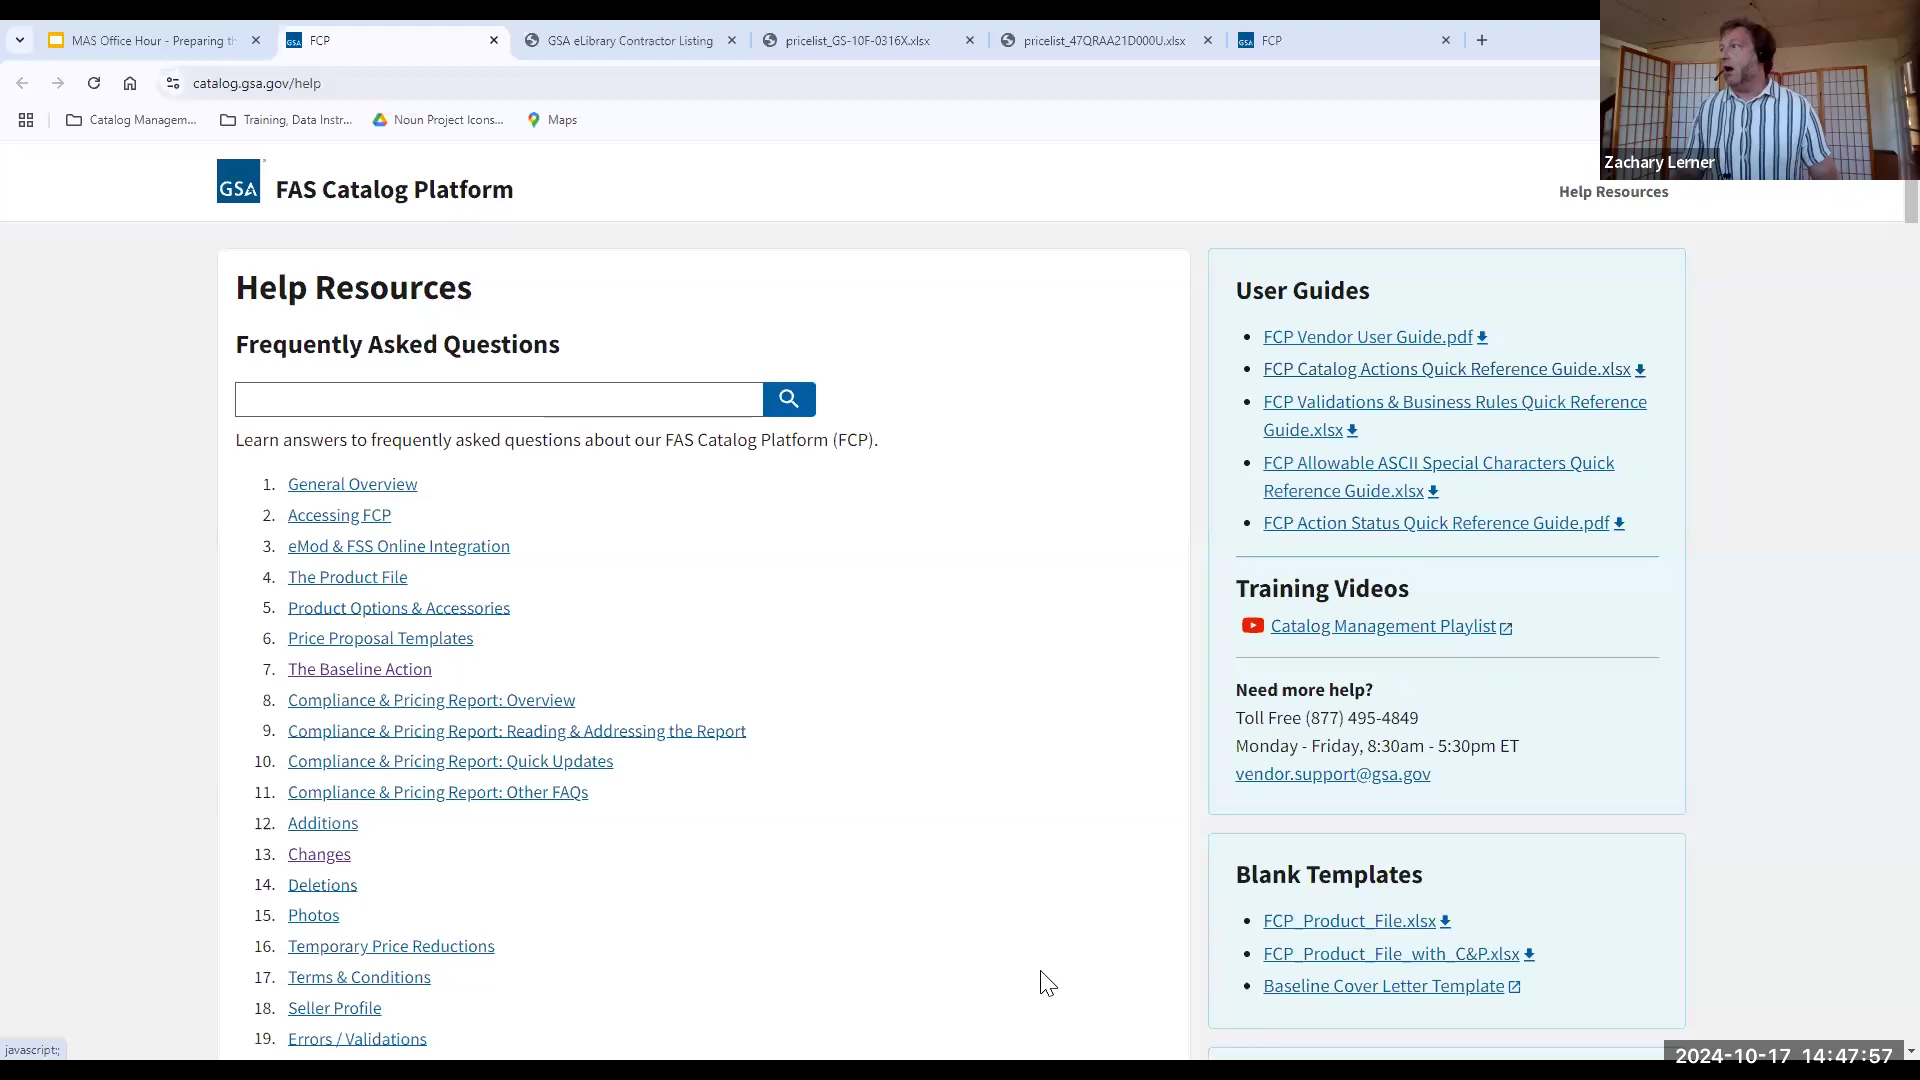 MAS Office Hour - Preparing th
FCP
GSA eLibrary Contractor Listing
pricelist_GS-10F-0316X.xlsx
pricelist_47QRAA21D000U.xlsx
FCP
catalog.gsa.gov/help
Catalog Managem...
Training, Data Instr...
Noun Project Icons...
Maps
Zachary Lerner
GSA
FAS Catalog Platform
Help Resources
Help Resources
Frequently Asked Questions
Learn answers to frequently asked questions about our FAS Catalog Platform (FCP).
1. General Overview
2. Accessing FCP
3. eMod & FSS Online Integration
4. The Product File
5. Product Options & Accessories
6. Price Proposal Templates
7. The Baseline Action
8. Compliance & Pricing Report: Overview
9. Compliance & Pricing Report: Reading & Addressing the Report
10. Compliance & Pricing Report: Quick Updates
11. Compliance & Pricing Report: Other FAQs
12. Additions
13. Changes
14. Deletions
15. Photos
16. Temporary Price Reductions
17. Terms & Conditions
18. Seller Profile
19. Errors / Validations
User Guides
FCP Vendor User Guide.pdf
FCP Catalog Actions Quick Reference Guide.xlsx
FCP Validations & Business Rules Quick Reference
Guide.xlsx
FCP Allowable ASCII Special Characters Quick
Reference Guide.xlsx
FCP Action Status Quick Reference Guide.pdf
Training Videos
Catalog Management Playlist
Need more help?
Toll Free (877) 495-4849
Monday - Friday, 8:30am - 5:30pm ET
vendor.support@gsa.gov
Blank Templates
FCP_Product_File.xlsx
FCP_Product_File_with_C&P.xlsx
Baseline Cover Letter Template
javascript:;
2024-10-17 14:47:57